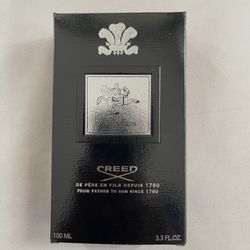 CREED
DE PÈRE EN FILS DEPUIS 1760
FROM FATHER TO SON SINCE 1760
100 ML
3.3 FL.OZ.